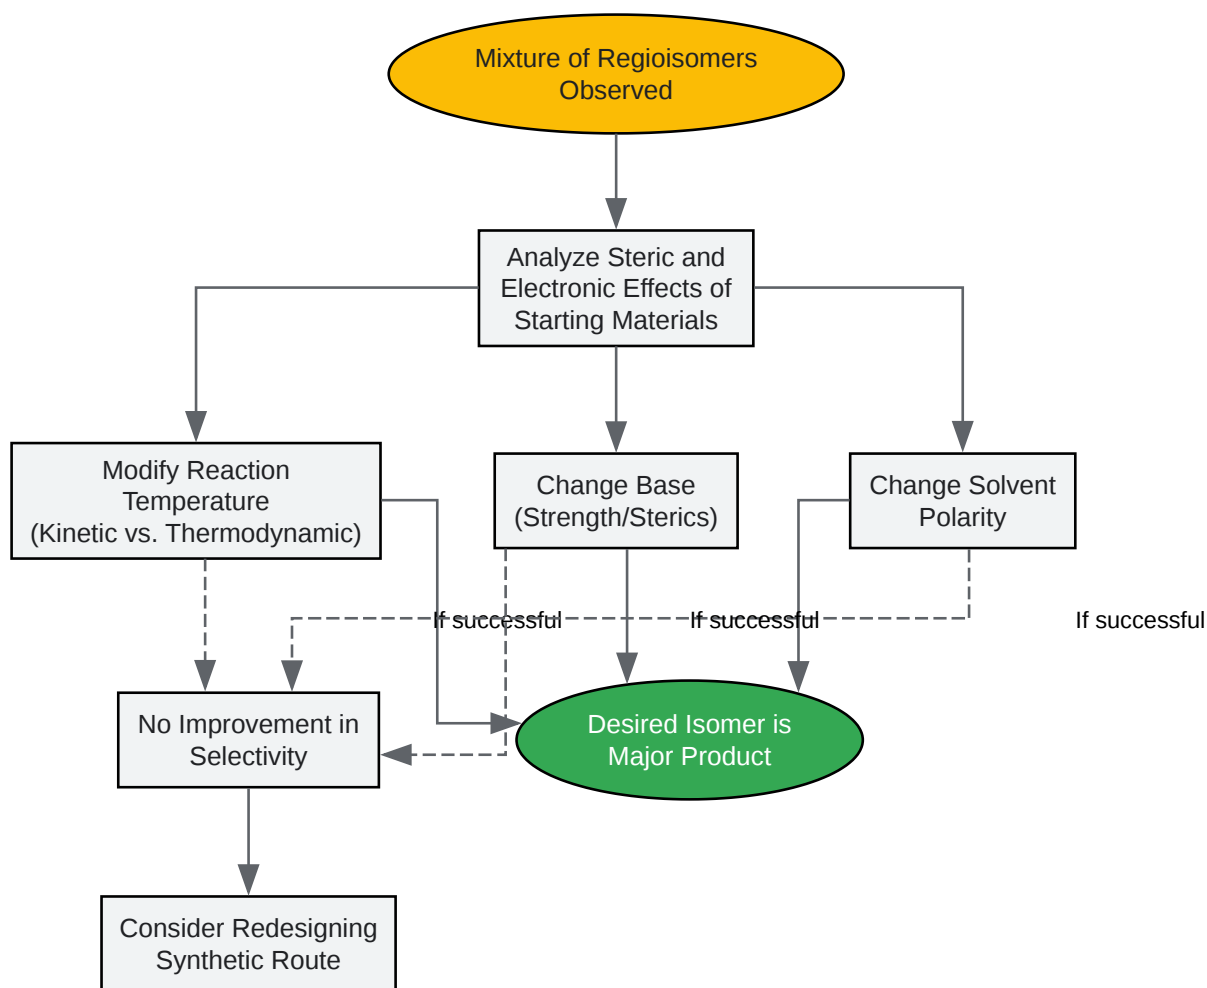 Mixture of Regioisomers
Observed
Analyze Steric and
Electronic Effects of
Starting Materials
Modify Reaction
Temperature
(Kinetic vs. Thermodynamic)
Change Base
(Strength/Sterics)
Change Solvent
Polarity
If successful
If successful
If successful
No Improvement in
Selectivity
Desired Isomer is
Major Product
Consider Redesigning
Synthetic Route